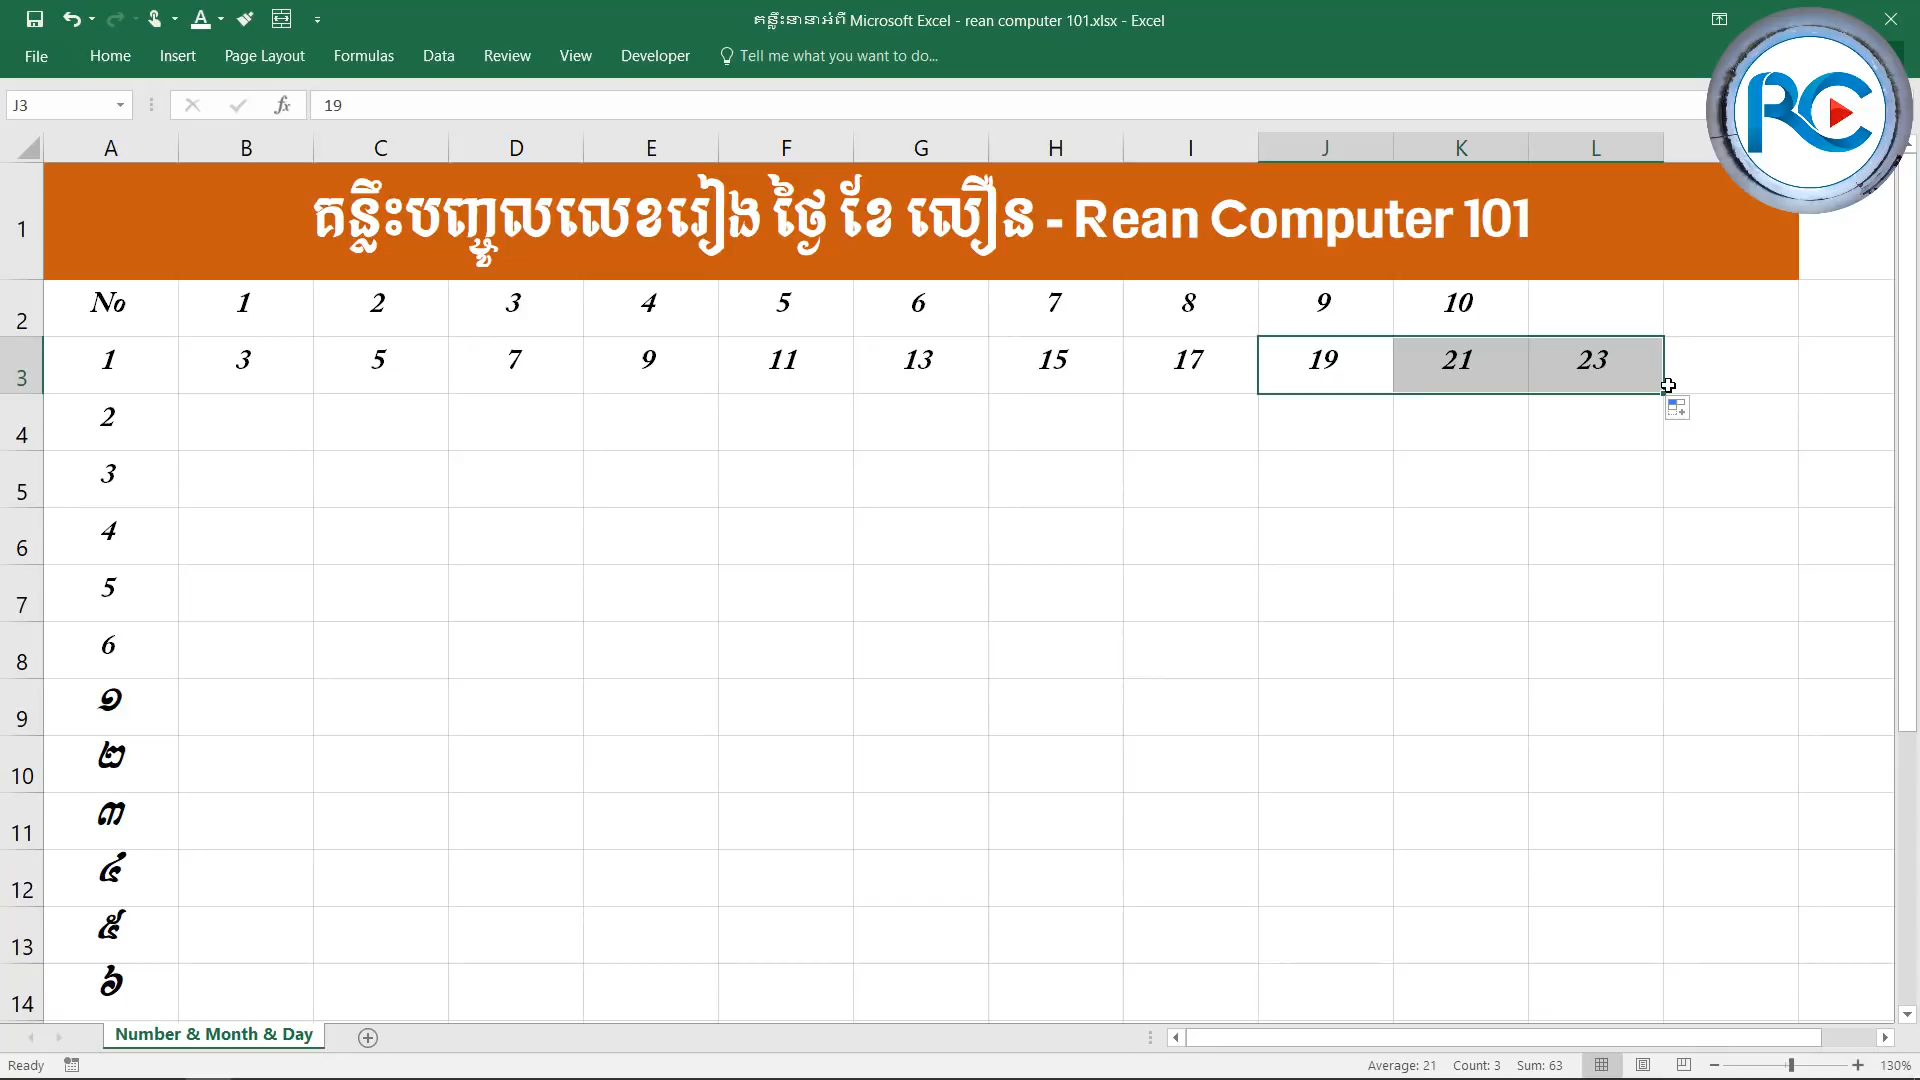 គន្លឹះនានាអំពី Microsoft Excel - rean computer 101.xlsx - Excel
File Home Insert Page Layout Formulas Data Review View Developer Tell me what you want to do...
J3 fx 19
RC
A B C D E F G H I J K L
1 គន្លឹះបញ្ចូលលេខរៀង ថ្ងៃ ខែ លឿន - Rean Computer 101
2 No 1 2 3 4 5 6 7 8 9 10
3 1 3 5 7 9 11 13 15 17 19 21 23
4 2
5 3
6 4
7 5
8 6
9 ១
10 ២
11 ៣
12 ៤
13 ៥
14 ៦
Number & Month & Day
Ready Average: 21 Count: 3 Sum: 63 130%